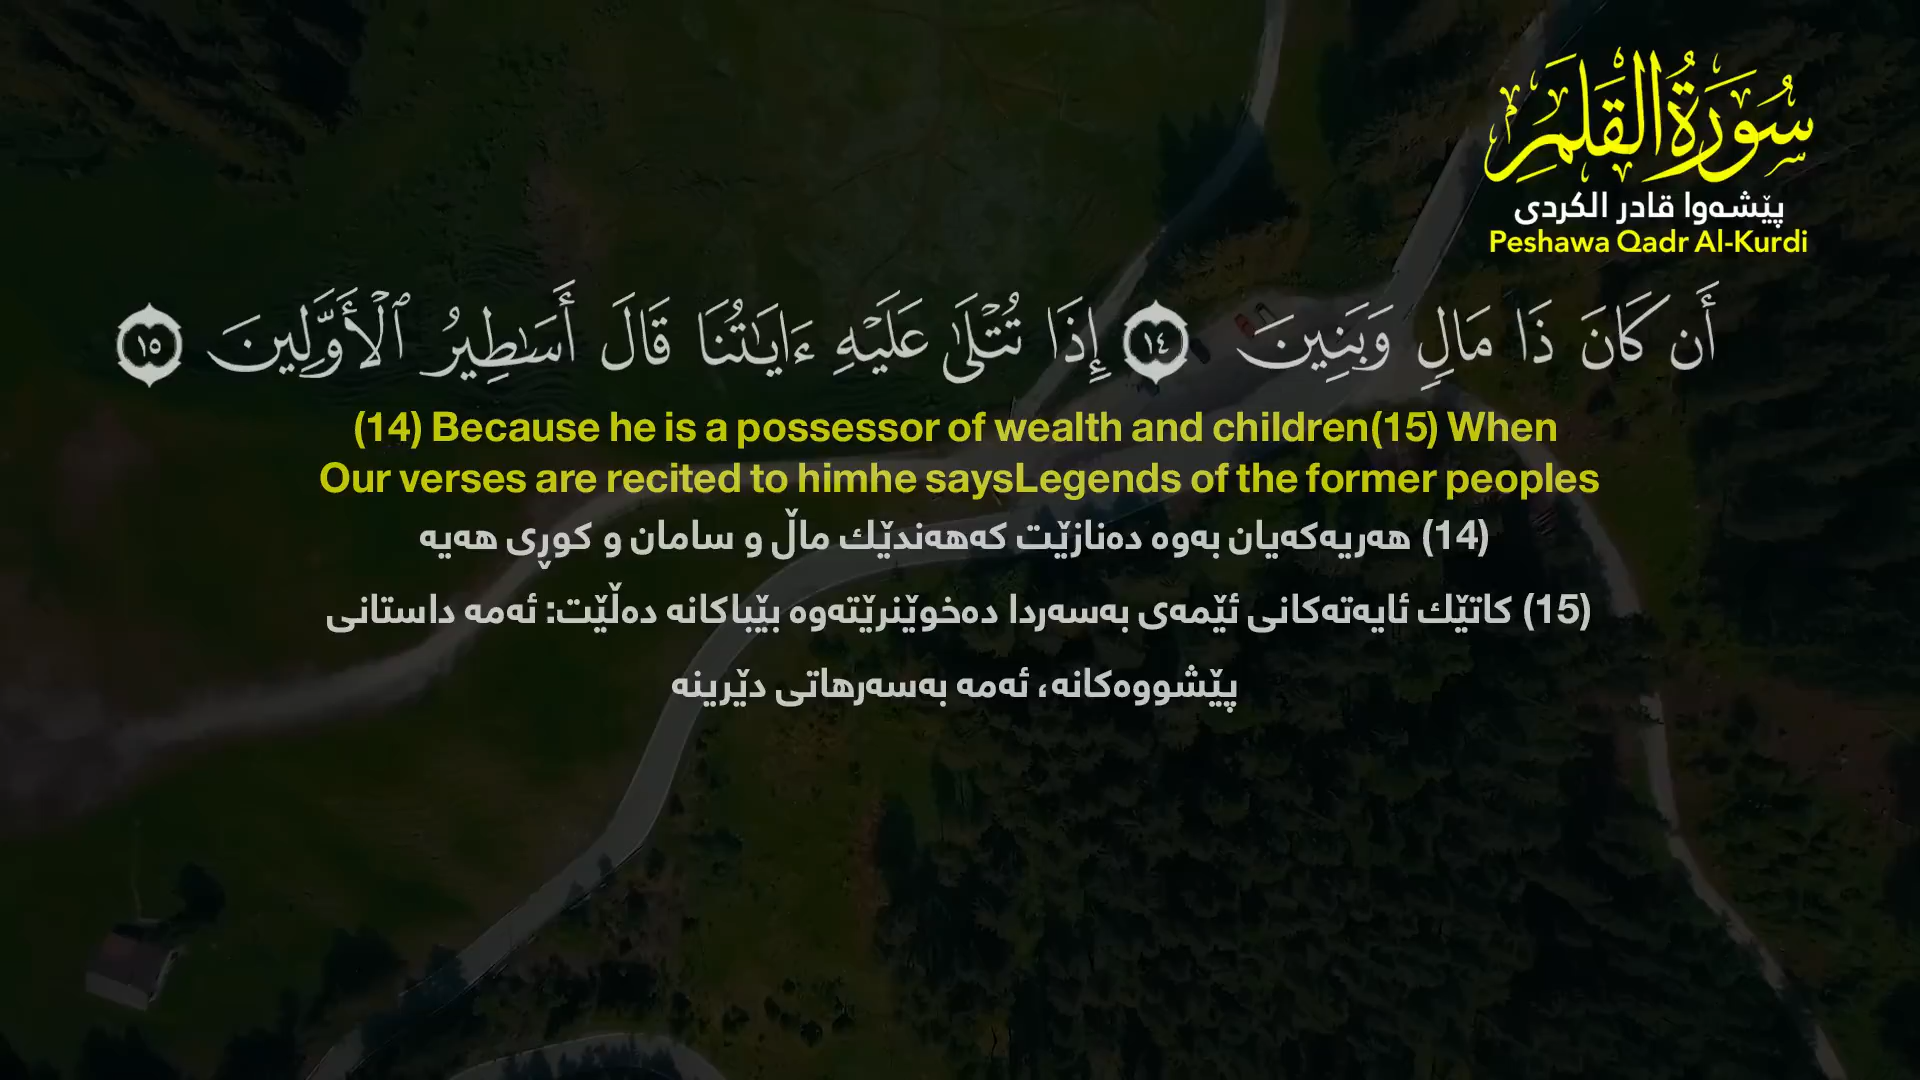 سُورَةُ الْقَلَمِ
پێشەوا قادر الكردی
Peshawa Qadr Al-Kurdi
أَن كَانَ ذَا مَالٍ وَبَنِينَ ١٤ إِذَا تُتْلَىٰ عَلَيْهِ ءَايَٰتُنَا قَالَ أَسَٰطِيرُ ٱلْأَوَّلِينَ ١٥
(14) Because he is a possessor of wealth and children(15) When
Our verses are recited to himhe saysLegends of the former peoples
(14) هەریەکەیان بەوە دەنازێت کەهەندێك ماڵ و سامان و کوڕی هەیە
(15) کاتێك ئایەتەکانی ئێمەی بەسەردا دەخوێنرێتەوە بێباکانە دەڵێت: ئەمە داستانی
پێشووەکانە، ئەمە بەسەرهاتی دێرینە